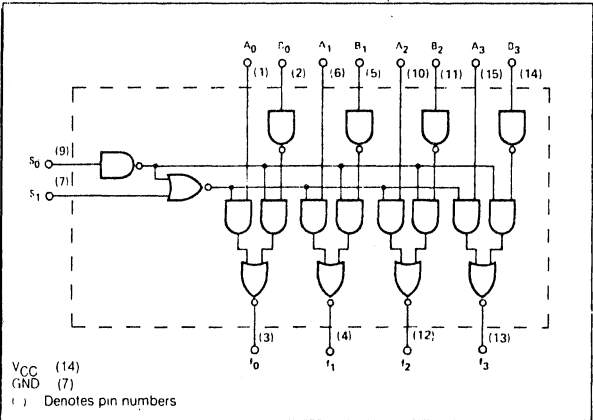 A0 B0 A1 B1 A2 B2 A3 B3
(1) (2) (6) (5) (10) (11) (15) (14)
(9)
S0
(7)
S1
(3) (4) (12) (13)
f0 f1 f2 f3
VCC (14)
GND (7)
( ) Denotes pin numbers